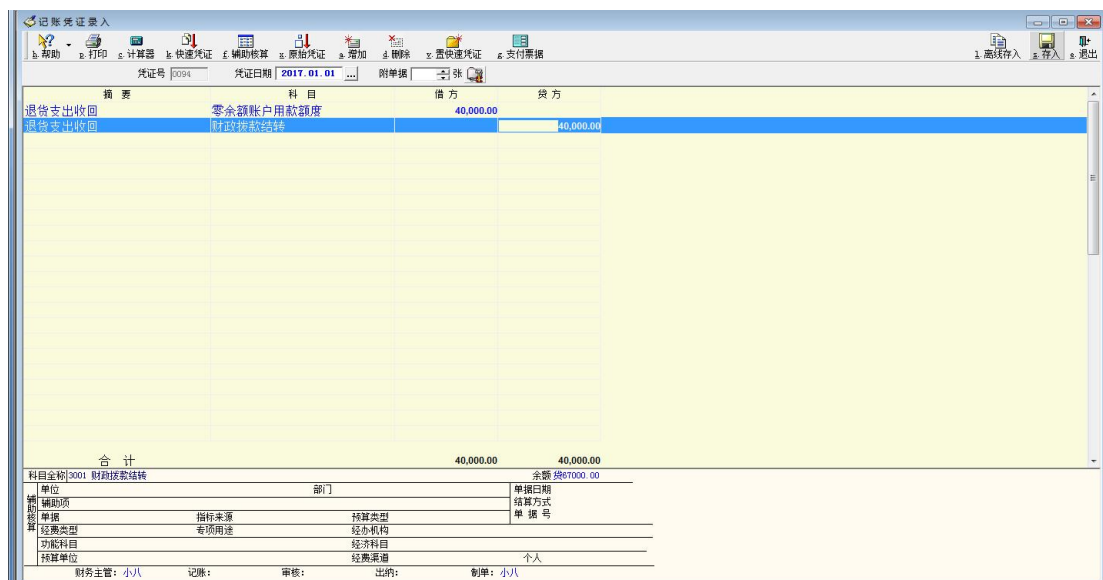 记账凭证录入
h.帮助 p.打印 c.计算器 k.快速凭证 f.辅助核算 x.原始凭证 a.增加 d.删除 v.置快速凭证 g.支付票据 l.离线存入 s.存入 e.退出
凭证号 0094 凭证日期 2017.01.01 ... 附单据 张
摘 要 科 目 借 方 贷 方
退货支出收回 零余额账户用款额度 40,000.00
退货支出收回 财政拨款结转 40,000.00
合 计 40,000.00 40,000.00
科目全称 3001 财政拨款结转 余额 贷67000.00
辅助核算
单位 部门 单据日期
辅助项 结算方式
单据 指标来源 预算类型 单 据 号
经费类型 专项用途 经办机构
功能科目 经济科目
预算单位 经费渠道 个人
财务主管: 小八 记账: 审核: 出纳: 制单: 小八